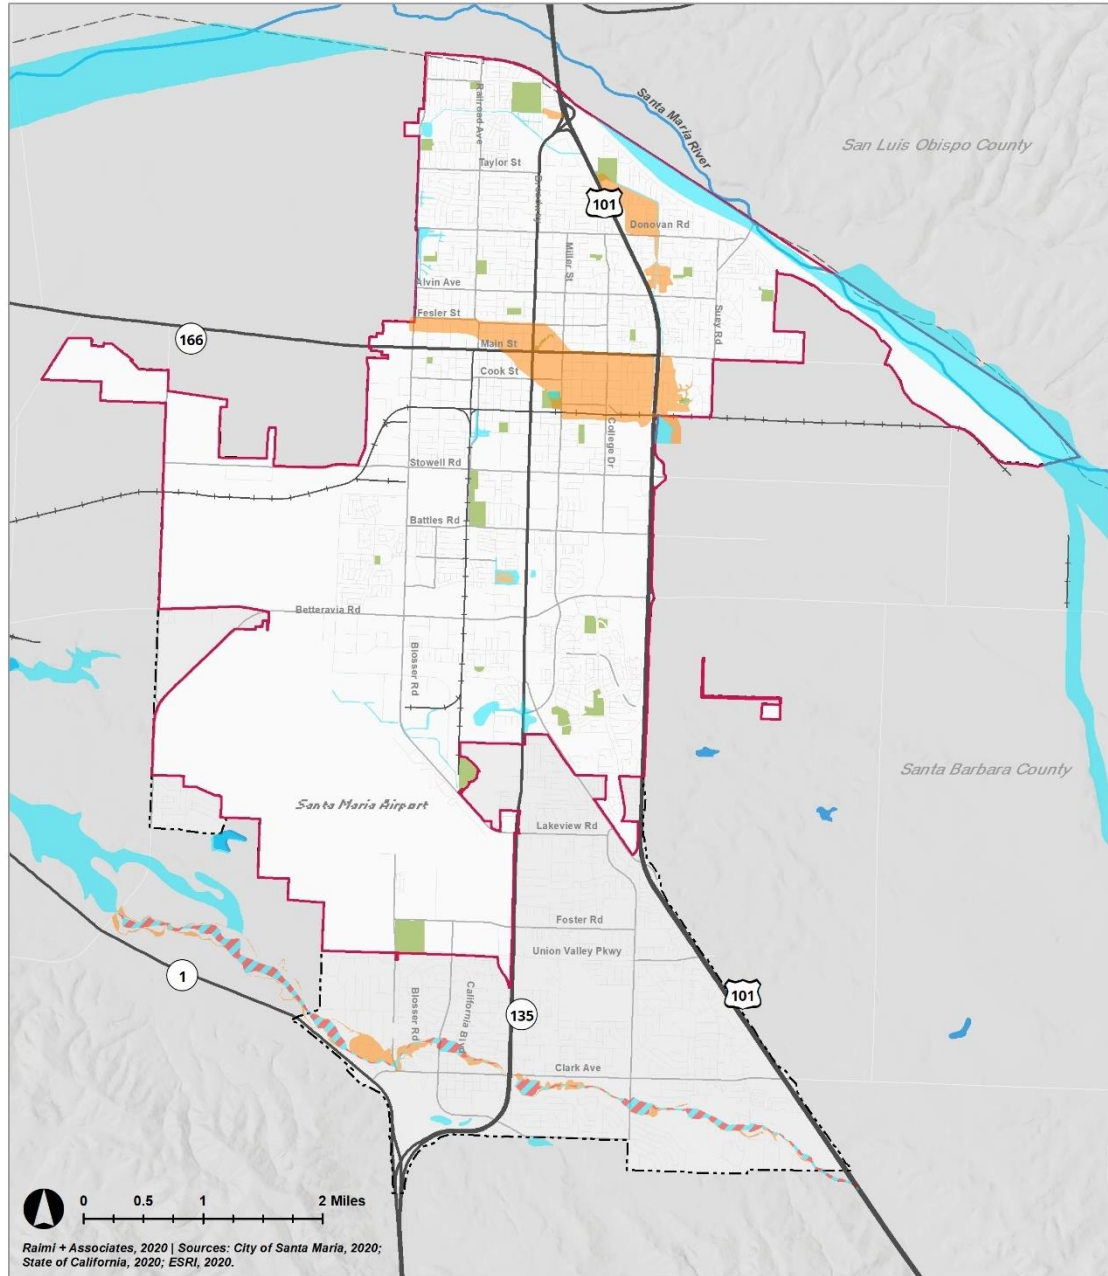 Santa Maria River
San Luis Obispo County
Railroad Ave
Taylor St
Broadway
101
Donovan Rd
Miller St
Alvin Ave
Suey Rd
Fesler St
166
Main St
Cook St
College Dr
Stowell Rd
Battles Rd
Betteravia Rd
Blosser Rd
Santa Barbara County
Santa Maria Airport
Lakeview Rd
Foster Rd
Union Valley Pkwy
1
101
135
Blosser Rd
California Blvd
Clark Ave
0 0.5 1 2 Miles
Raimi + Associates, 2020 | Sources: City of Santa Maria, 2020;
State of California, 2020; ESRI, 2020.